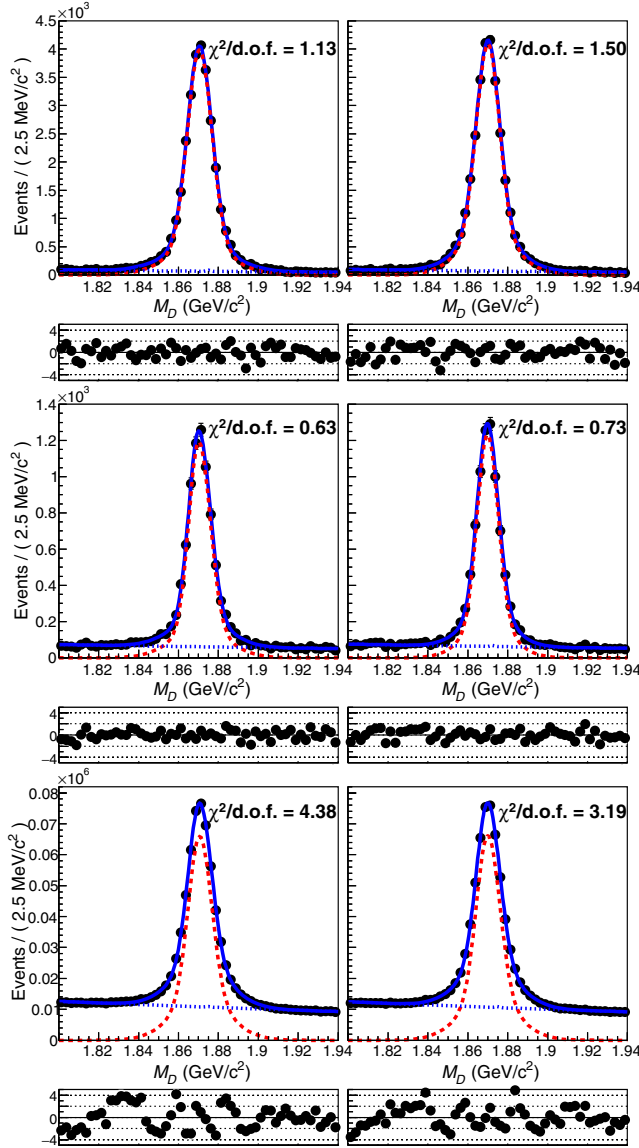 ×10³
4.5
4
3.5
3
2.5
2
1.5
1
0.5
0
Events / ( 2.5 MeV/c² )
χ²/d.o.f. = 1.13
χ²/d.o.f. = 1.50
1.82 1.84 1.86 1.88 1.9 1.92 1.94
1.82 1.84 1.86 1.88 1.9 1.92 1.94
M_D (GeV/c²)
M_D (GeV/c²)
4
2
0
−2
−4
×10³
1.4
1.2
1.0
0.8
0.6
0.4
0.2
0
Events / ( 2.5 MeV/c² )
χ²/d.o.f. = 0.63
χ²/d.o.f. = 0.73
1.82 1.84 1.86 1.88 1.9 1.92 1.94
1.82 1.84 1.86 1.88 1.9 1.92 1.94
M_D (GeV/c²)
M_D (GeV/c²)
4
2
0
−2
−4
×10⁶
0.08
0.07
0.06
0.05
0.04
0.03
0.02
0.01
0
Events / ( 2.5 MeV/c² )
χ²/d.o.f. = 4.38
χ²/d.o.f. = 3.19
1.82 1.84 1.86 1.88 1.9 1.92 1.94
1.82 1.84 1.86 1.88 1.9 1.92 1.94
M_D (GeV/c²)
M_D (GeV/c²)
4
2
0
−2
−4